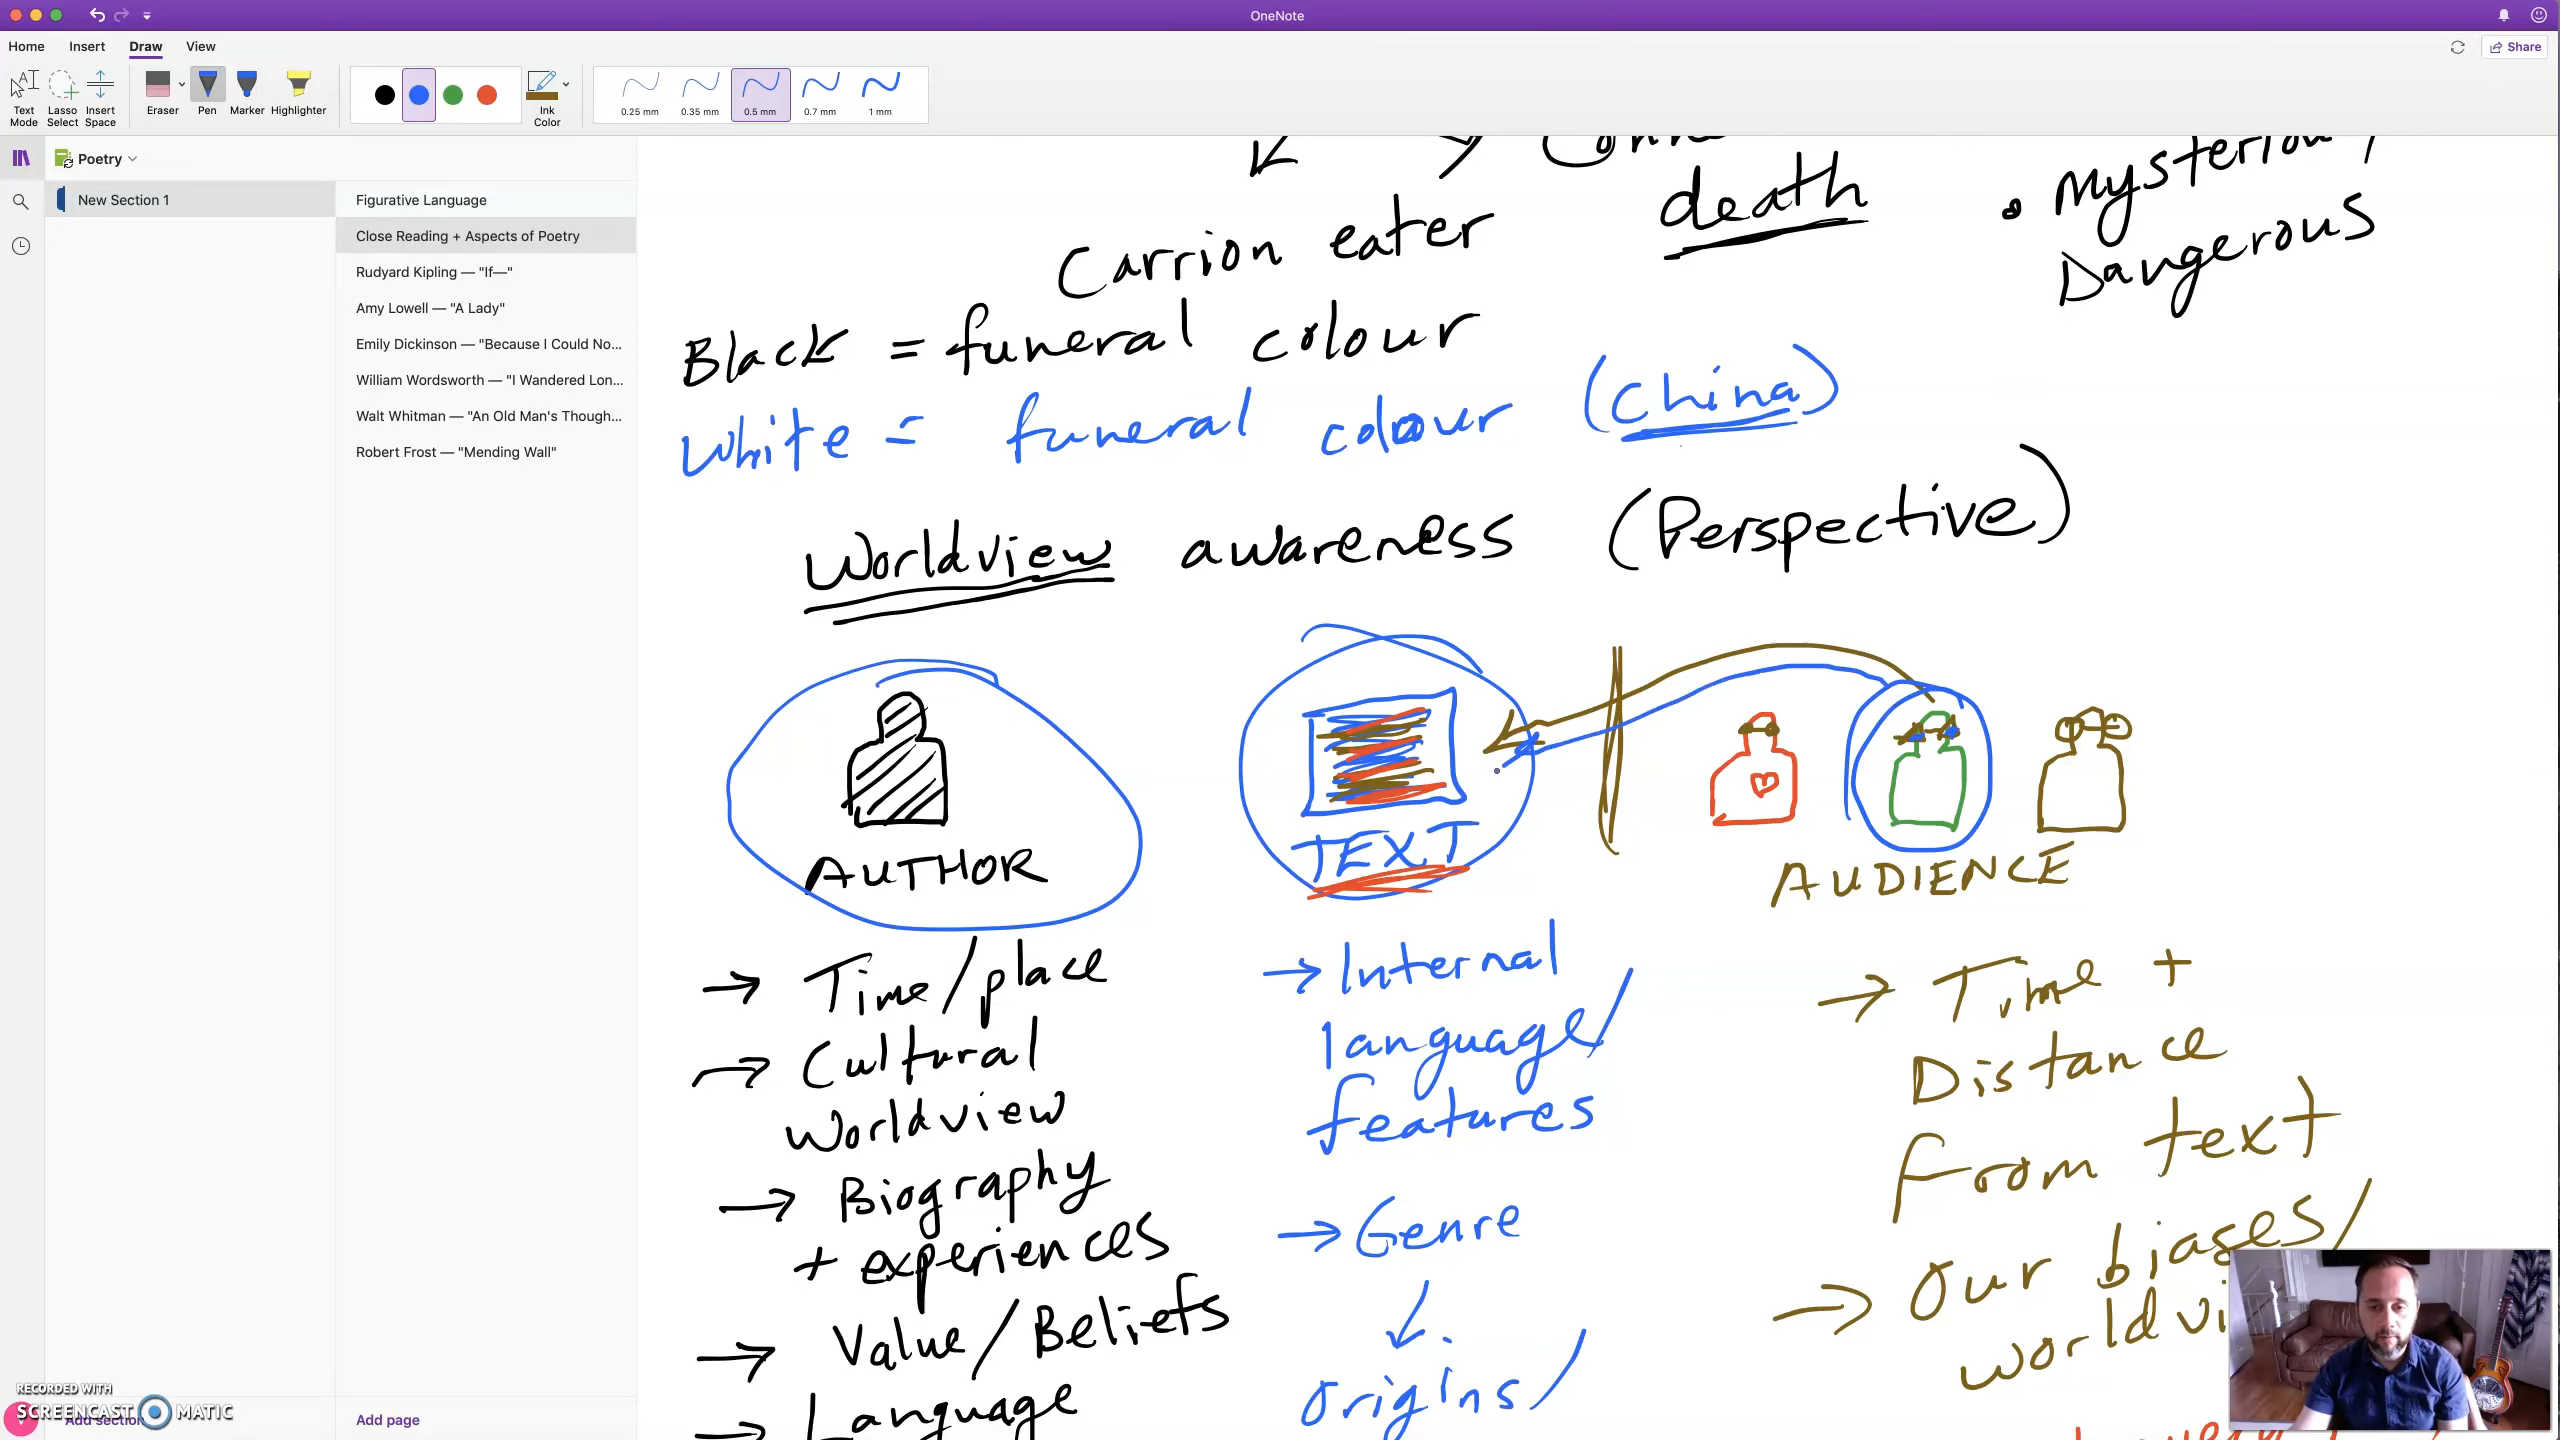 OneNote
Home Insert Draw View
Share
Text Mode
Lasso Select
Insert Space
Eraser
Pen
Marker
Highlighter
Ink Color
0.25 mm
0.35 mm
0.5 mm
0.7 mm
1 mm
Poetry
New Section 1
Figurative Language
Close Reading + Aspects of Poetry
Rudyard Kipling — "If—"
Amy Lowell — "A Lady"
Emily Dickinson — "Because I Could No...
William Wordsworth — "I Wandered Lon...
Walt Whitman — "An Old Man's Though...
Robert Frost — "Mending Wall"
Add page
RECORDED WITH
SCREENCAST MATIC
Add section
death
• Mysterious/
Dangerous
Carrion eater
Black = funeral colour
White = funeral colour (China)
Worldview awareness (Perspective)
AUTHOR
→ Time/place
→ Cultural
Worldview
→ Biography
+ experiences
→ Value/Beliefs
→ Language
TEXT
→ Internal
language/
features
→ Genre
↓
origins/
AUDIENCE
→ Time +
Distance
From text
→ Our biases/